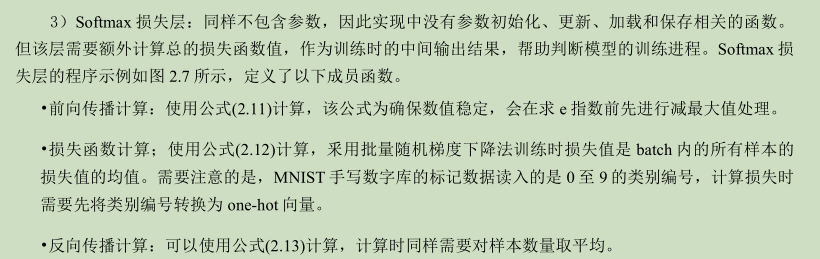 3）Softmax 损失层：同样不包含参数，因此实现中没有参数初始化、更新、加载和保存相关的函数。
但该层需要额外计算总的损失函数值，作为训练时的中间输出结果，帮助判断模型的训练进程。Softmax 损
失层的程序示例如图 2.7 所示，定义了以下成员函数。
•前向传播计算：使用公式(2.11)计算，该公式为确保数值稳定，会在求 e 指数前先进行减最大值处理。
•损失函数计算；使用公式(2.12)计算，采用批量随机梯度下降法训练时损失值是 batch 内的所有样本的
损失值的均值。需要注意的是，MNIST 手写数字库的标记数据读入的是 0 至 9 的类别编号，计算损失时
需要先将类别编号转换为 one-hot 向量。
•反向传播计算：可以使用公式(2.13)计算，计算时同样需要对样本数量取平均。